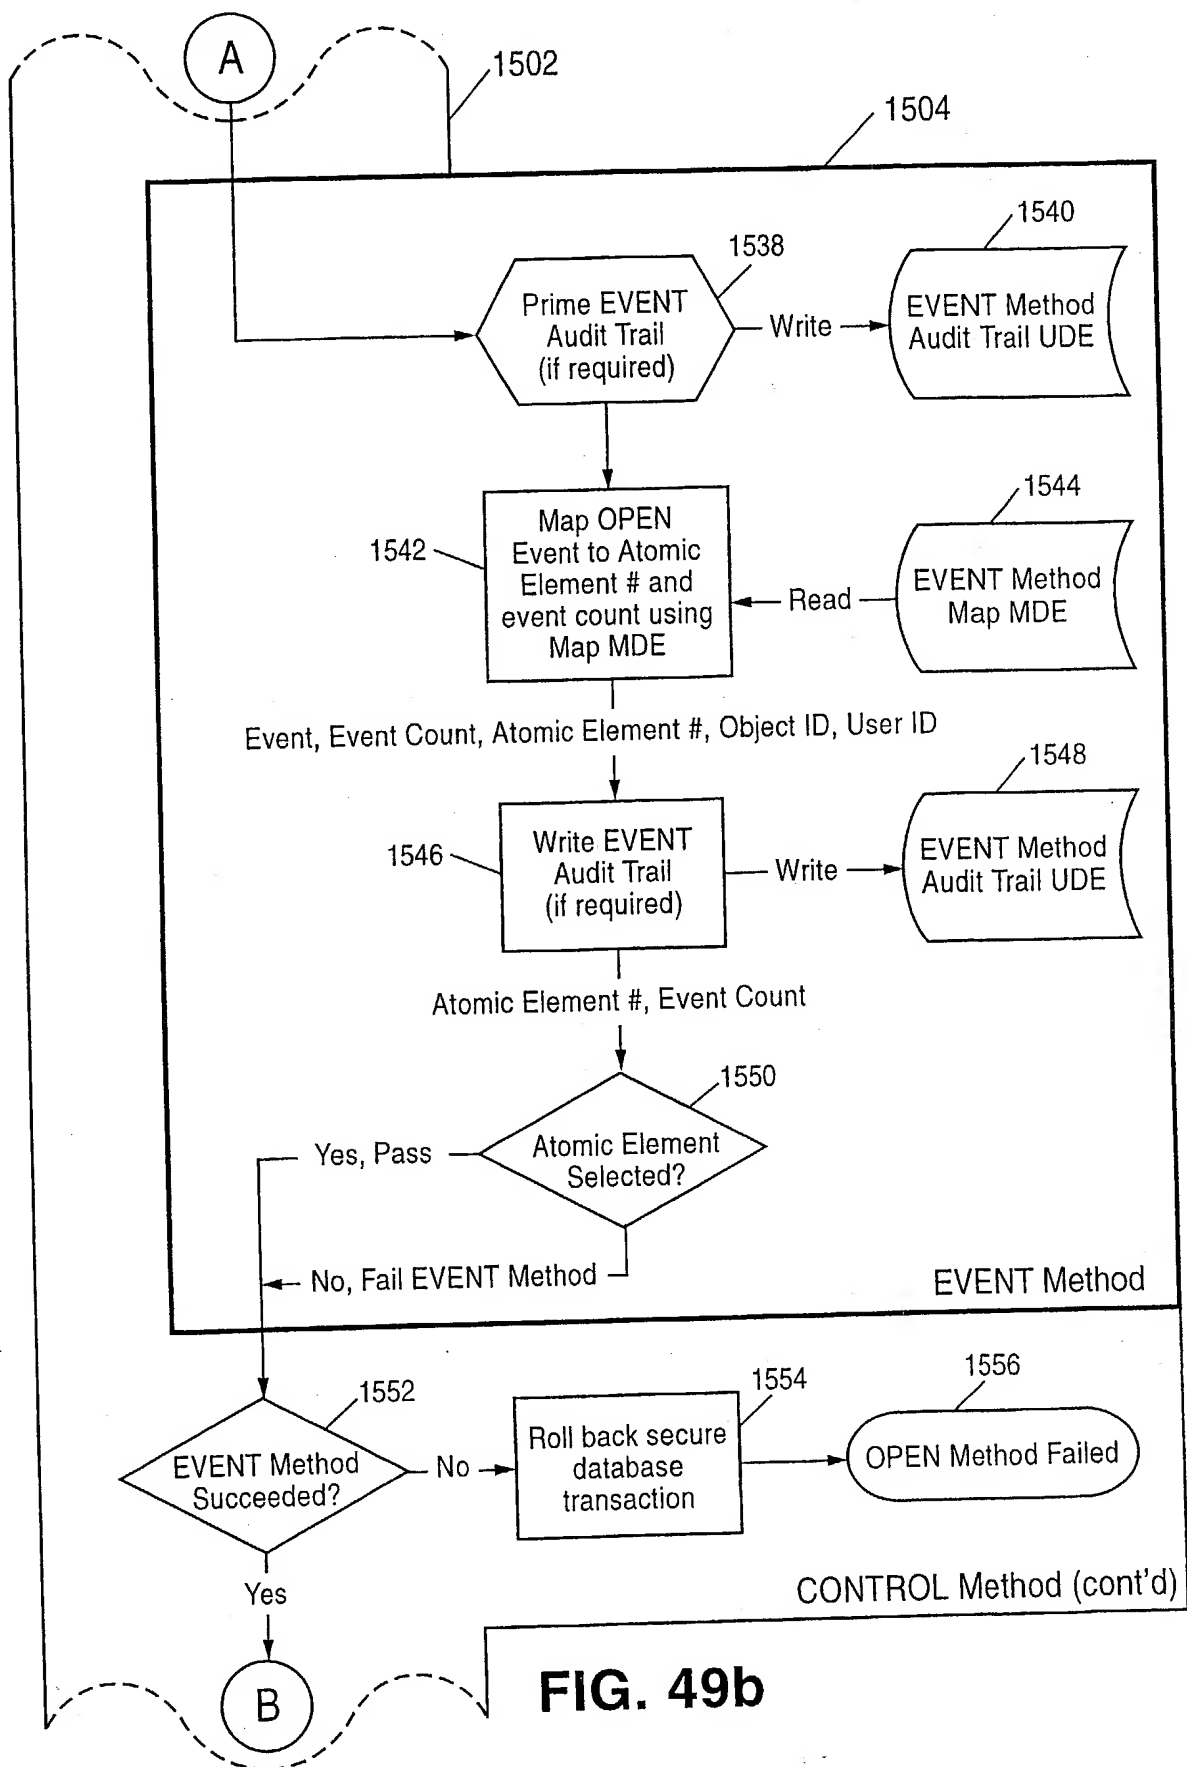 A
1502
1504
1540
1538
Prime EVENT
Audit Trail
(if required)
Write
EVENT Method
Audit Trail UDE
1544
1542
Map OPEN
Event to Atomic
Element # and
event count using
Map MDE
Read
EVENT Method
Map MDE
Event, Event Count, Atomic Element #, Object ID, User ID
1548
1546
Write EVENT
Audit Trail
(if required)
Write
EVENT Method
Audit Trail UDE
Atomic Element #, Event Count
1550
Yes, Pass
Atomic Element
Selected?
No, Fail EVENT Method
EVENT Method
1552
1554
1556
EVENT Method
Succeeded?
No
Roll back secure
database
transaction
OPEN Method Failed
Yes
CONTROL Method (cont'd)
B
FIG. 49b